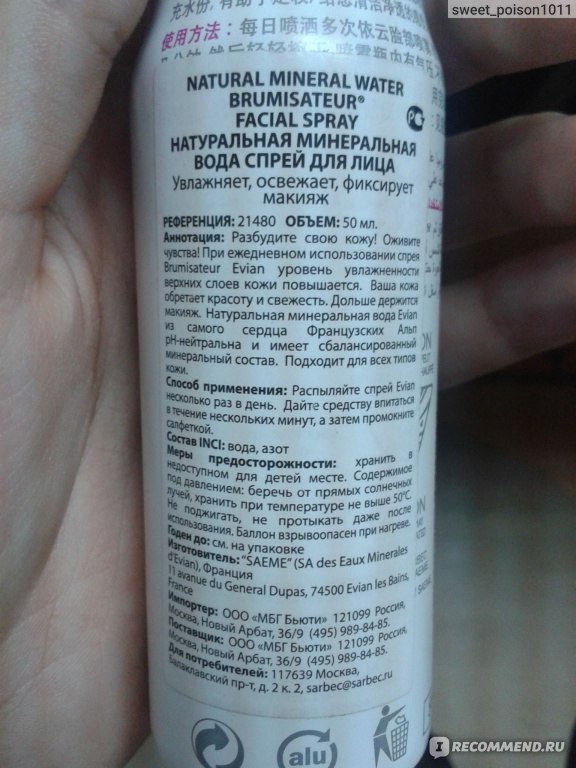 sweet_poison1011
使用方法：每日喷洒多次依云脸部喷
NATURAL MINERAL WATER
BRUMISATEUR®
FACIAL SPRAY
НАТУРАЛЬНАЯ МИНЕРАЛЬНАЯ
ВОДА СПРЕЙ ДЛЯ ЛИЦА
Увлажняет, освежает, фиксирует
макияж
РЕФЕРЕНЦИЯ: 21480 ОБЪЕМ: 50 мл.
Аннотация: Разбудите свою кожу! Оживите
чувства! При ежедневном использовании спрея
Brumisateur Evian уровень увлажненности
верхних слоев кожи повышается. Ваша кожа
обретает красоту и свежесть. Дольше держится
макияж. Натуральная минеральная вода Evian
из самого сердца Французских Альп
pH-нейтральна и имеет сбалансированный
минеральный состав. Подходит для всех типов
кожи.
Способ применения: Распыляйте спрей Evian
несколько раз в день. Дайте средству впитаться
в течение нескольких минут, а затем промокните
салфеткой.
Состав INCI: вода, азот
Меры предосторожности: хранить в
недоступном для детей месте. Содержимое
под давлением: беречь от прямых солнечных
лучей, хранить при температуре не выше 50°С.
Не поджигать, не протыкать даже после
использования. Баллон взрывоопасен при нагреве.
Годен до: см. на упаковке
Изготовитель: "SAEME" (SA des Eaux Minerales
d'Evian), Франция
11 avenue du General Dupas, 74500 Evian les Bains,
France
Импортер: ООО «МБГ Бьюти» 121099 Россия,
Москва, Новый Арбат, 36/9 (495) 989-84-85.
Поставщик: ООО «МБГ Бьюти» 121099 Россия,
Москва, Новый Арбат, 36/9 (495) 989-84-85.
Для потребителей: 117639 Москва,
Балаклавский пр-т, д. 2 к. 2, sarbec@sarbec.ru
alu
IRECOMMEND.RU